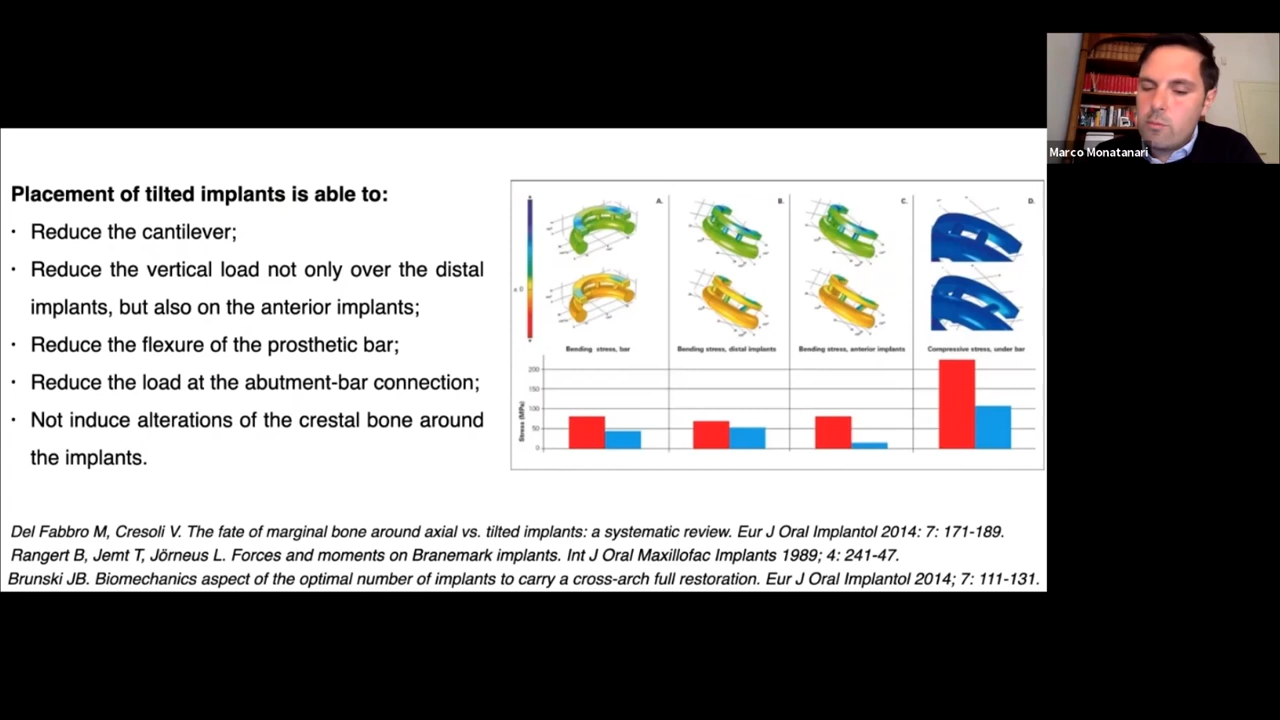 Marco Monatanari
Placement of tilted implants is able to:
· Reduce the cantilever;
· Reduce the vertical load not only over the distal
implants, but also on the anterior implants;
· Reduce the flexure of the prosthetic bar;
· Reduce the load at the abutment-bar connection;
· Not induce alterations of the crestal bone around
the implants.
A.
B.
C.
D.
Bending stress, bar
Bending stress, distal implants
Bending stress, anterior implants
Compressive stress, under bar
Stress (MPa)
200
150
100
50
0
Del Fabbro M, Cresoli V. The fate of marginal bone around axial vs. tilted implants: a systematic review. Eur J Oral Implantol 2014: 7: 171-189.
Rangert B, Jemt T, Jörneus L. Forces and moments on Branemark implants. Int J Oral Maxillofac Implants 1989; 4: 241-47.
Brunski JB. Biomechanics aspect of the optimal number of implants to carry a cross-arch full restoration. Eur J Oral Implantol 2014; 7: 111-131.